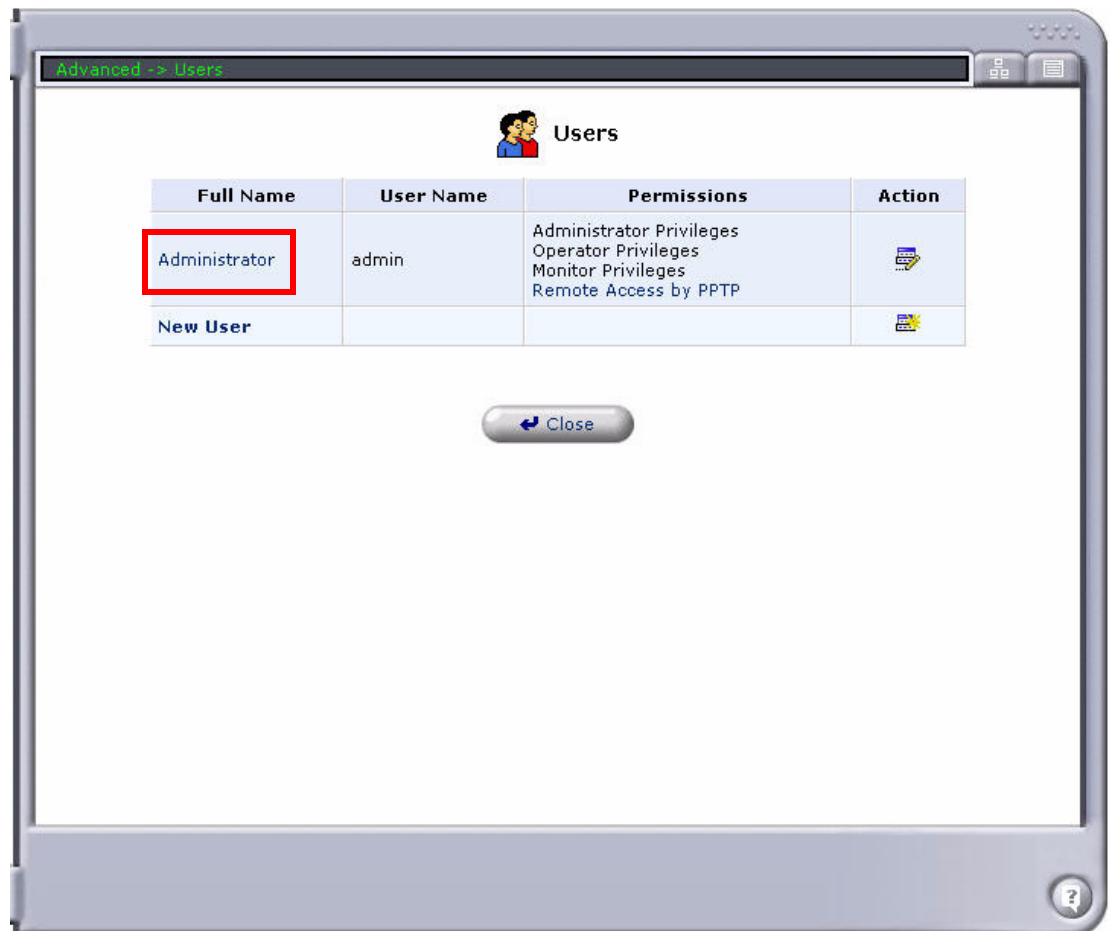 Advanced -> Users
Users
Full Name User Name Permissions Action
Administrator admin Administrator Privileges
Operator Privileges
Monitor Privileges
Remote Access by PPTP
New User
Close
?